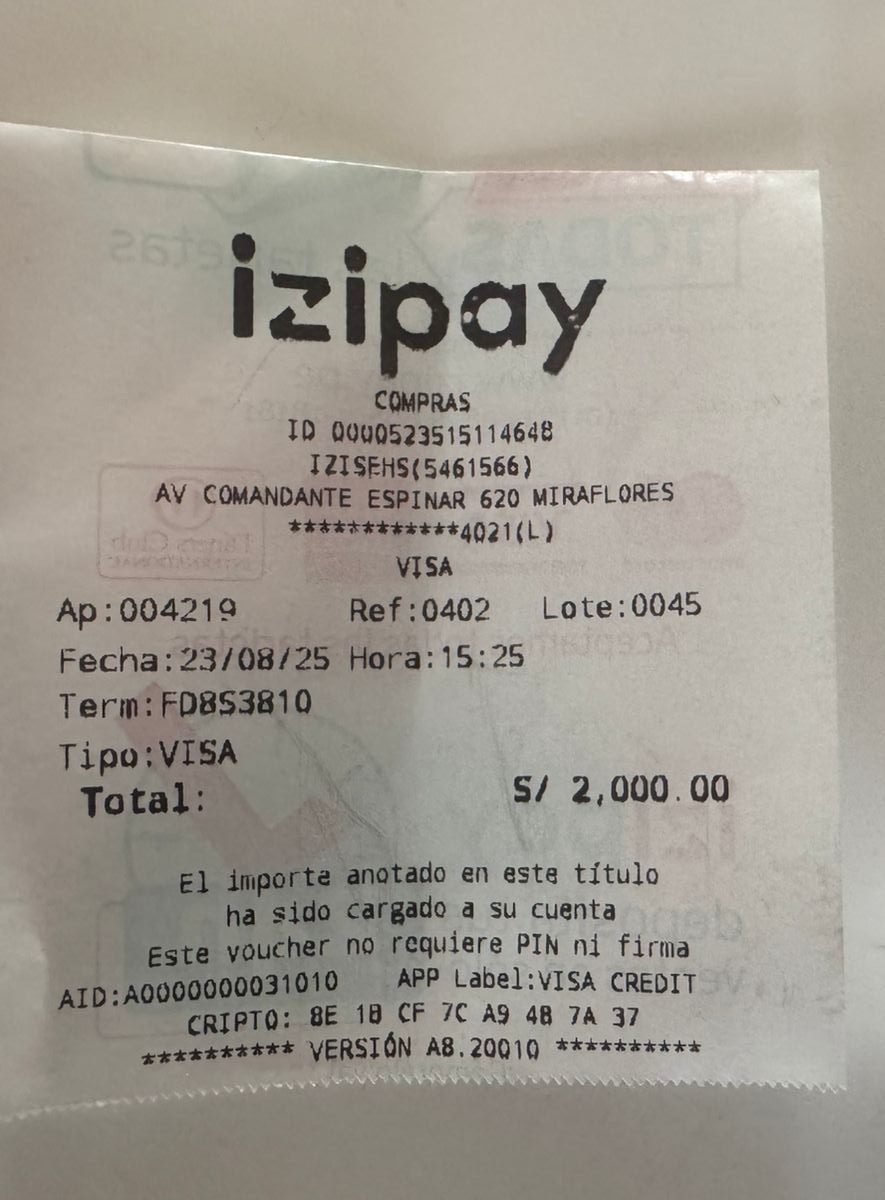 izipay
COMPRAS
ID 0000523515114648
IZISEHS(5461566)
AV COMANDANTE ESPINAR 620 MIRAFLORES
************4021(L)
VISA
Ap:004219 Ref:0402 Lote:0045
Fecha:23/08/25 Hora:15:25
Term:FD8S3810
Tipo:VISA
Total: S/ 2,000.00
El importe anotado en este título
ha sido cargado a su cuenta
Este voucher no requiere PIN ni firma
AID:A0000000031010 APP Label:VISA CREDIT
CRIPTO: 8E 1B CF 7C A9 4B 7A 37
********** VERSIÓN A8.20010 **********